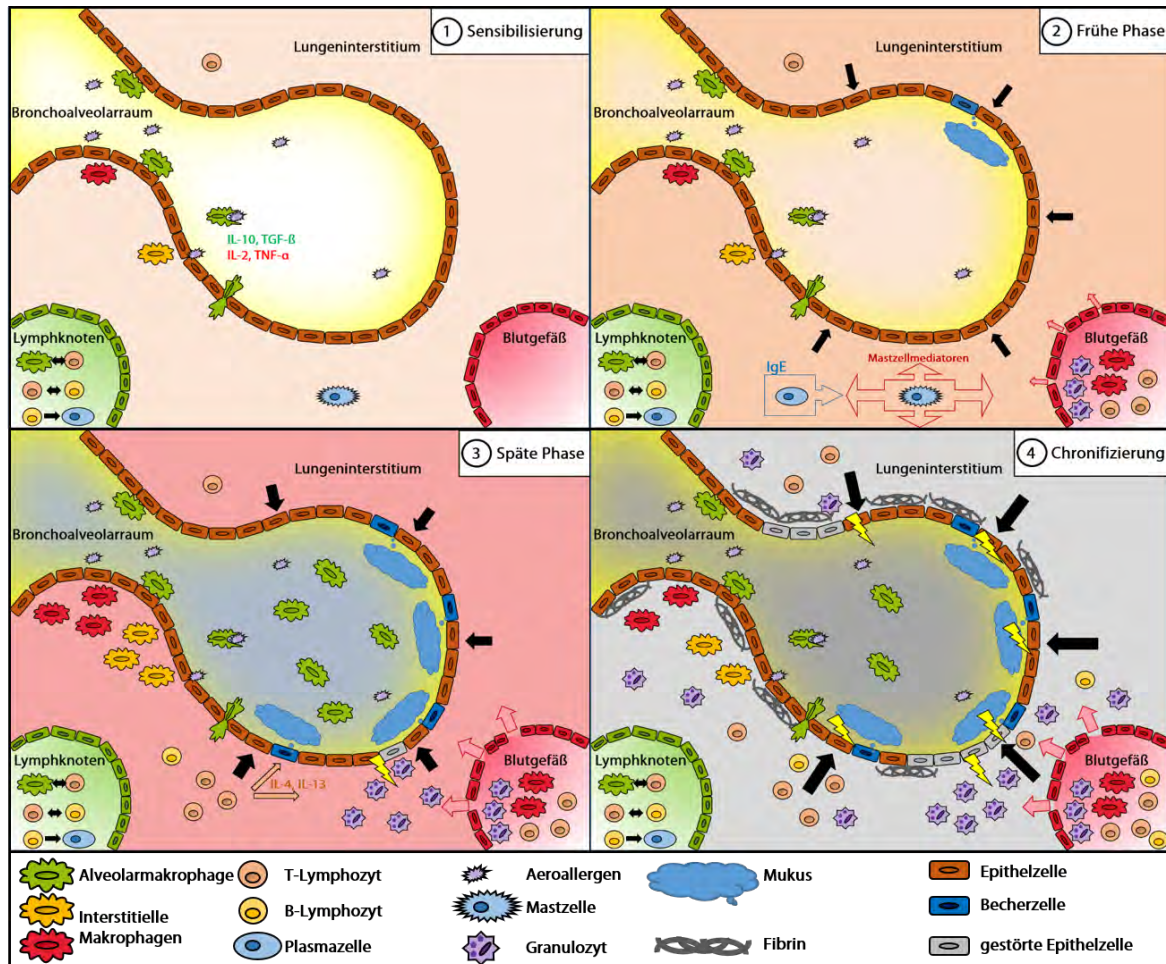 Lungeninterstitium
1 Sensibilisierung
Bronchoalveolarraum
IL-10, TGF-ß
IL-2, TNF-α
Lymphknoten
Blutgefäß
Lungeninterstitium
2 Frühe Phase
Bronchoalveolarraum
Lymphknoten
IgE
Mastzellmediatoren
Blutgefäß
Lungeninterstitium
3 Späte Phase
Bronchoalveolarraum
Lymphknoten
IL-4, IL-13
Blutgefäß
Lungeninterstitium
4 Chronifizierung
Bronchoalveolarraum
Lymphknoten
Blutgefäß
Alveolarmakrophage
T-Lymphozyt
Aeroallergen
Mukus
Epithelzelle
Interstitielle
Makrophagen
B-Lymphozyt
Mastzelle
Becherzelle
Plasmazelle
Granulozyt
Fibrin
gestörte Epithelzelle